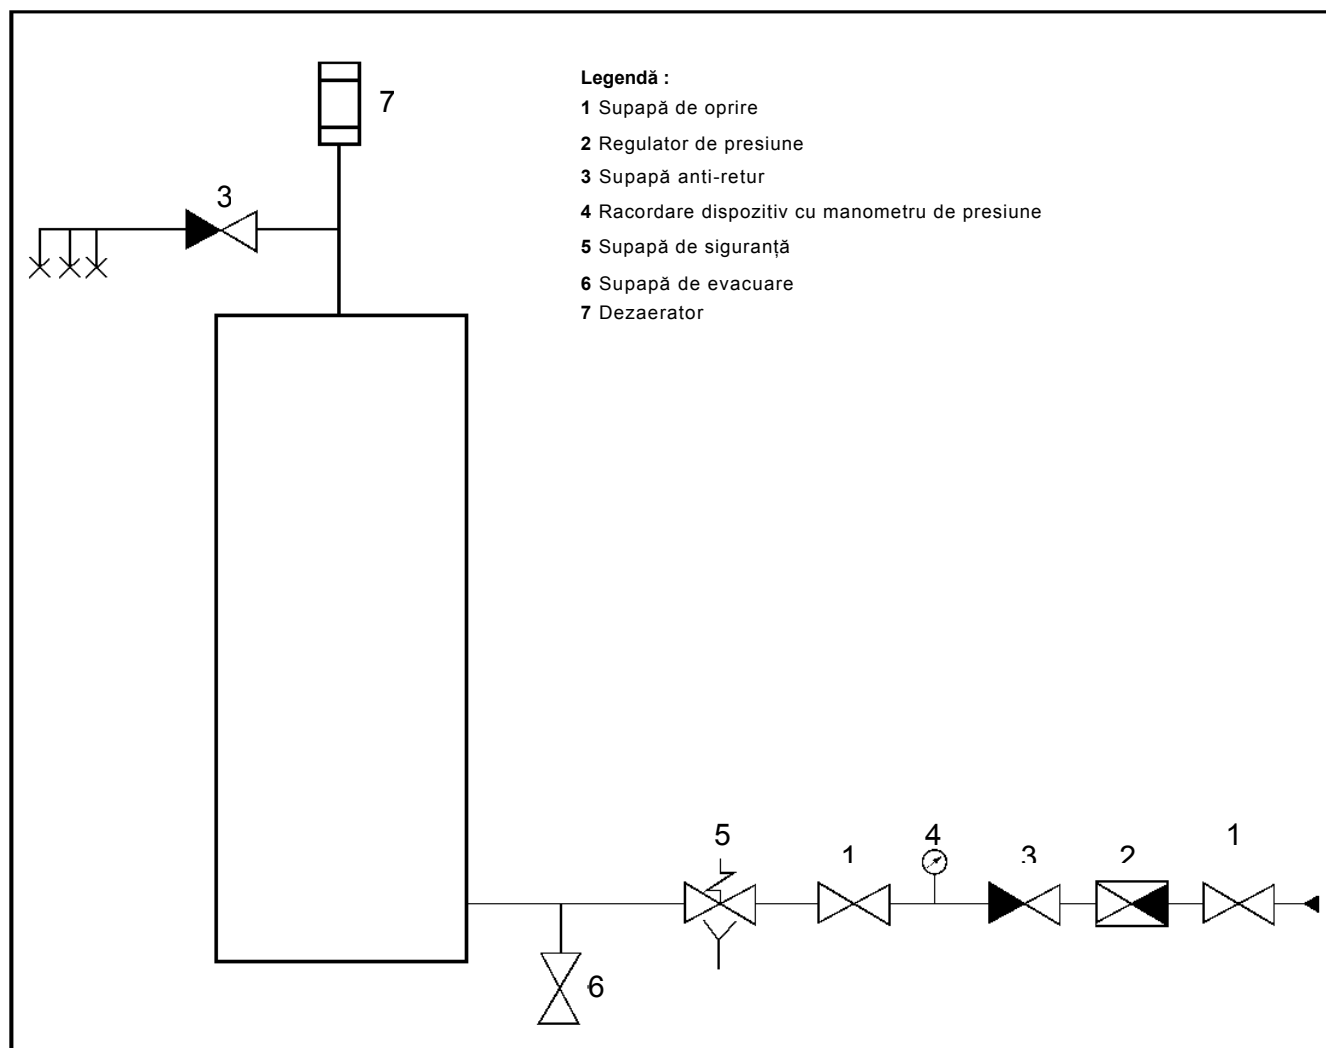 Legendă :
1 Supapă de oprire
2 Regulator de presiune
3 Supapă anti-retur
4 Racordare dispozitiv cu manometru de presiune
5 Supapă de siguranță
6 Supapă de evacuare
7 Dezaerator
7
3
5
1
4
3
2
1
6